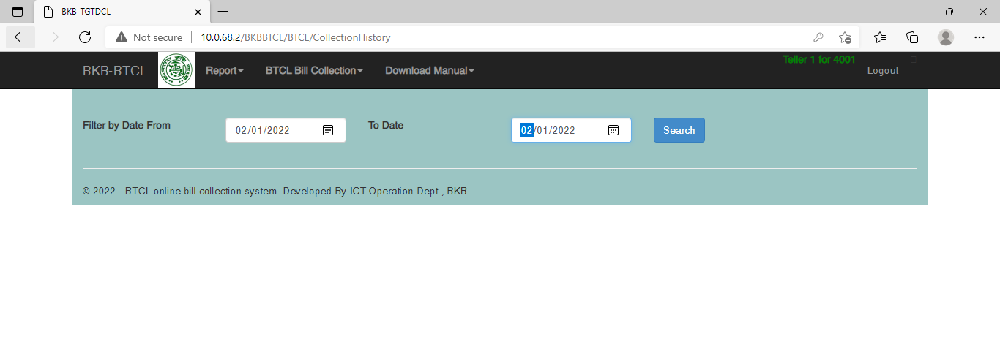 BKB-TGTDCL
Not secure 10.0.68.2/BKBBTCL/BTCL/CollectionHistory
BKB-BTCL Report BTCL Bill Collection Download Manual Teller 1 for 4001 Logout
Filter by Date From 02/01/2022 To Date 02/01/2022 Search
© 2022 - BTCL online bill collection system. Developed By ICT Operation Dept., BKB